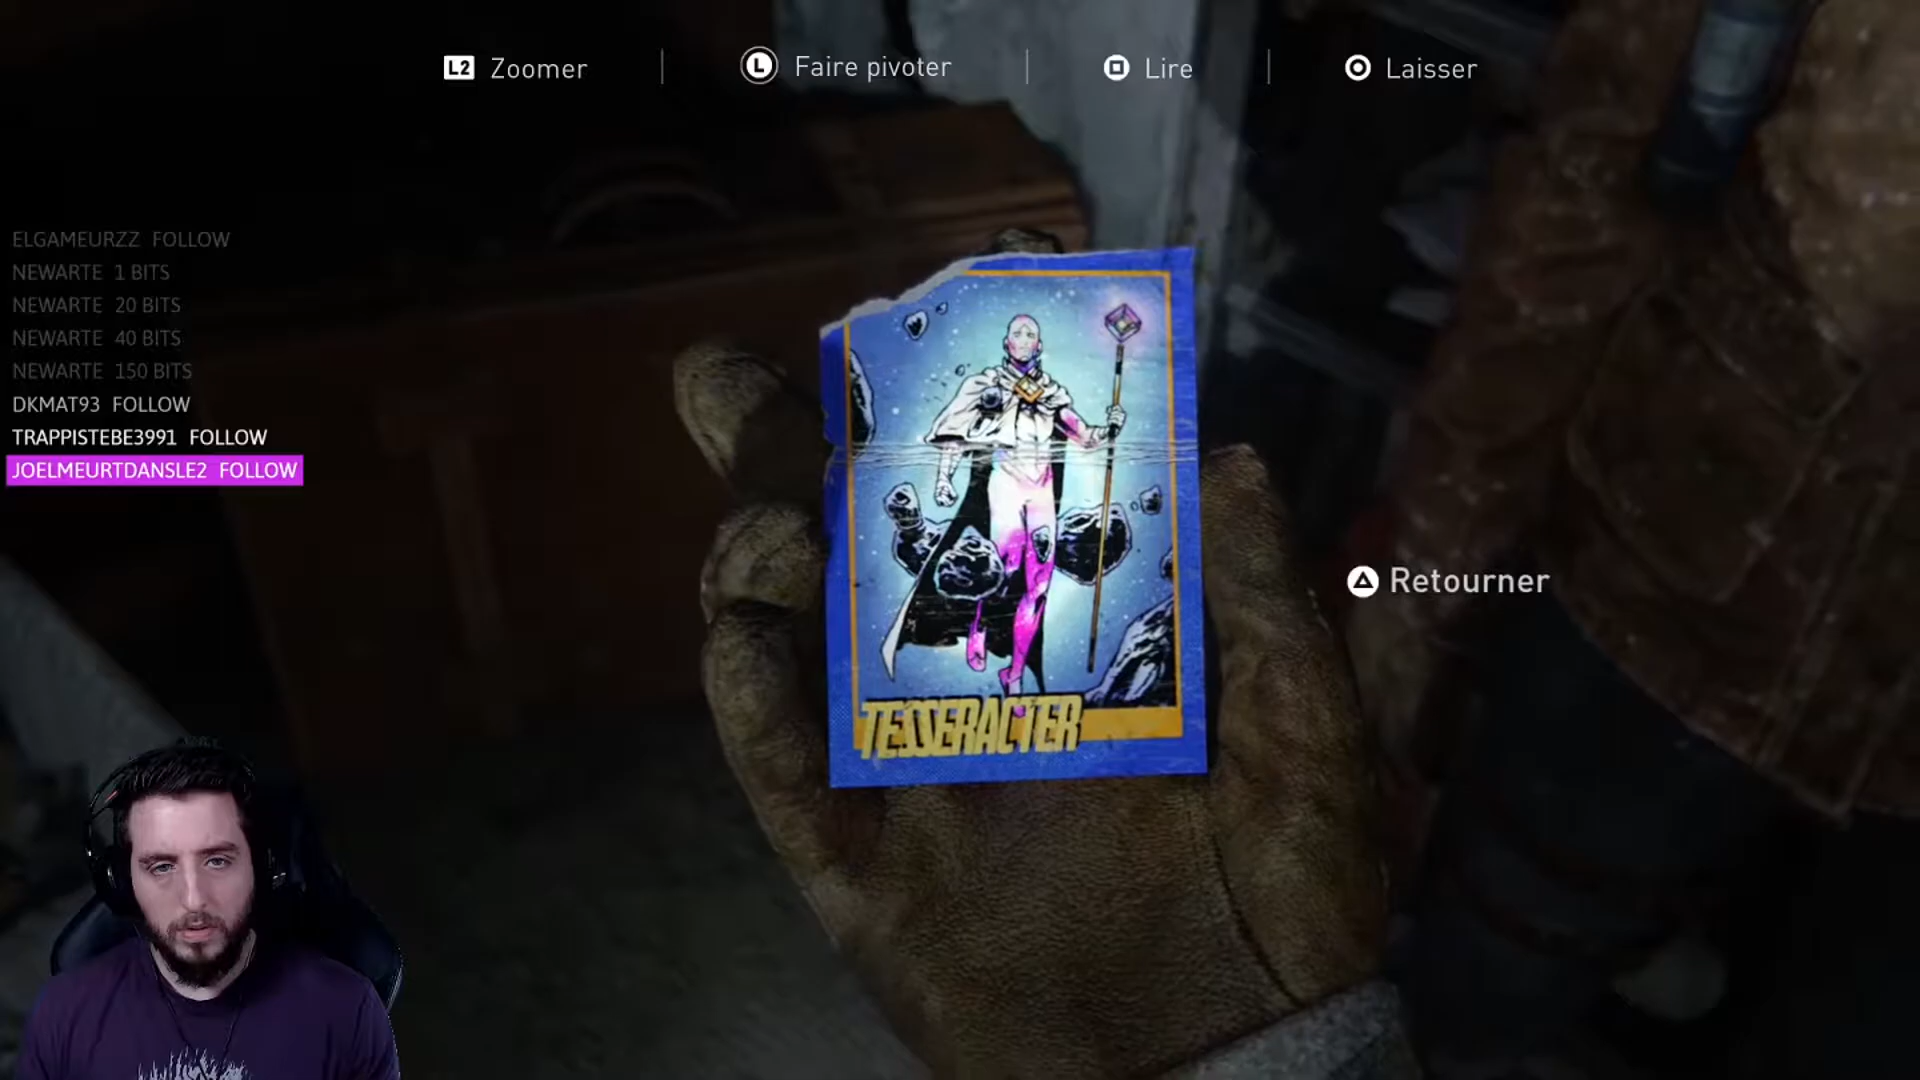 L2 Zoomer
L Faire pivoter
Lire
Laisser
ELGAMEURZZ FOLLOW
NEWARTE 1 BITS
NEWARTE 20 BITS
NEWARTE 40 BITS
NEWARTE 150 BITS
DKMAT93 FOLLOW
TRAPPISTEBE3991 FOLLOW
JOELMEURTDANSLE2 FOLLOW
Retourner
TESSERACTER